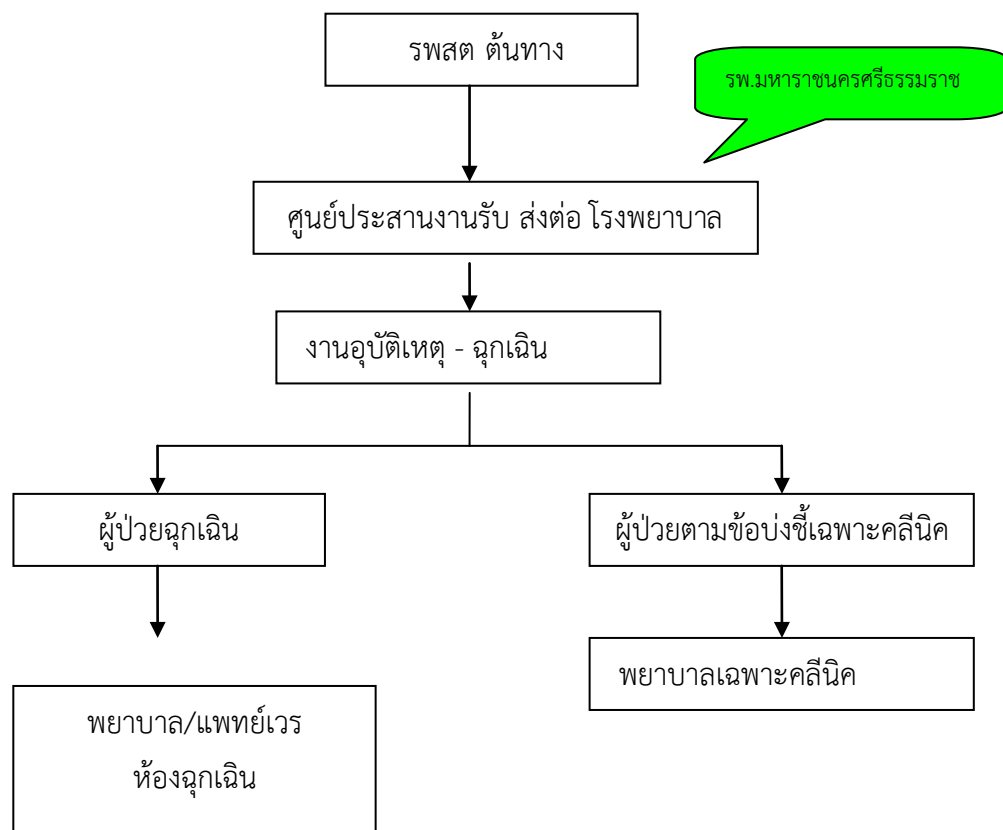 รพสต ต้นทาง
รพ.มหาราชนครศรีธรรมราช
ศูนย์ประสานงานรับ ส่งต่อ โรงพยาบาล
งานอุบัติเหตุ - ฉุกเฉิน
ผู้ป่วยฉุกเฉิน
ผู้ป่วยตามข้อบ่งชี้เฉพาะคลีนิค
พยาบาลเฉพาะคลีนิค
พยาบาล/แพทย์เวร
ห้องฉุกเฉิน